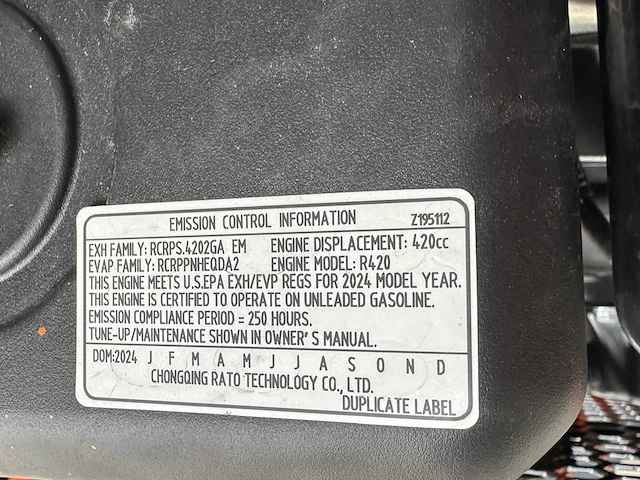 EMISSION CONTROL INFORMATION Z195112
EXH FAMILY: RCRPS.4202GA EM ENGINE DISPLACEMENT: 420cc
EVAP FAMILY: RCRPPNHEQDA2 ENGINE MODEL: R420
THIS ENGINE MEETS U.S.EPA EXH/EVP REGS FOR 2024 MODEL YEAR.
THIS ENGINE IS CERTIFIED TO OPERATE ON UNLEADED GASOLINE.
EMISSION COMPLIANCE PERIOD = 250 HOURS.
TUNE-UP/MAINTENANCE SHOWN IN OWNER' S MANUAL.
DOM:2024 J F M A M J J A S O N D
CHONGQING RATO TECHNOLOGY CO., LTD.
DUPLICATE LABEL